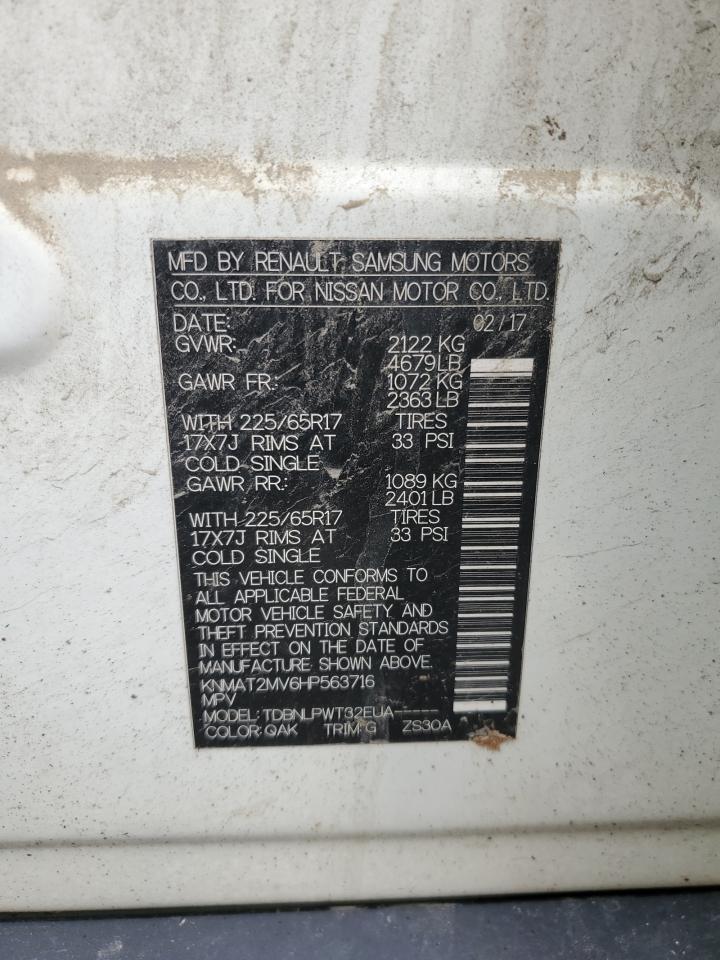 MFD BY RENAULT SAMSUNG MOTORS
CO., LTD. FOR NISSAN MOTOR CO., LTD.
DATE: 02/17
GVWR: 2122 KG
4679LB
GAWR FR.: 1072 KG
2363 LB
WITH 225/65R17 TIRES
17X7J RIMS AT 33 PSI
COLD SINGLE
GAWR RR.: 1089 KG
2401 LB
WITH 225/65R17 TIRES
17X7J RIMS AT 33 PSI
COLD SINGLE
THIS VEHICLE CONFORMS TO
ALL APPLICABLE FEDERAL
MOTOR VEHICLE SAFETY AND
THEFT PREVENTION STANDARDS
IN EFFECT ON THE DATE OF
MANUFACTURE SHOWN ABOVE.
KNMAT2MV6HP563716
MPV
MODEL: TDBNLPWT32EUA-----
COLOR: QAK TRIM:G ZS30A